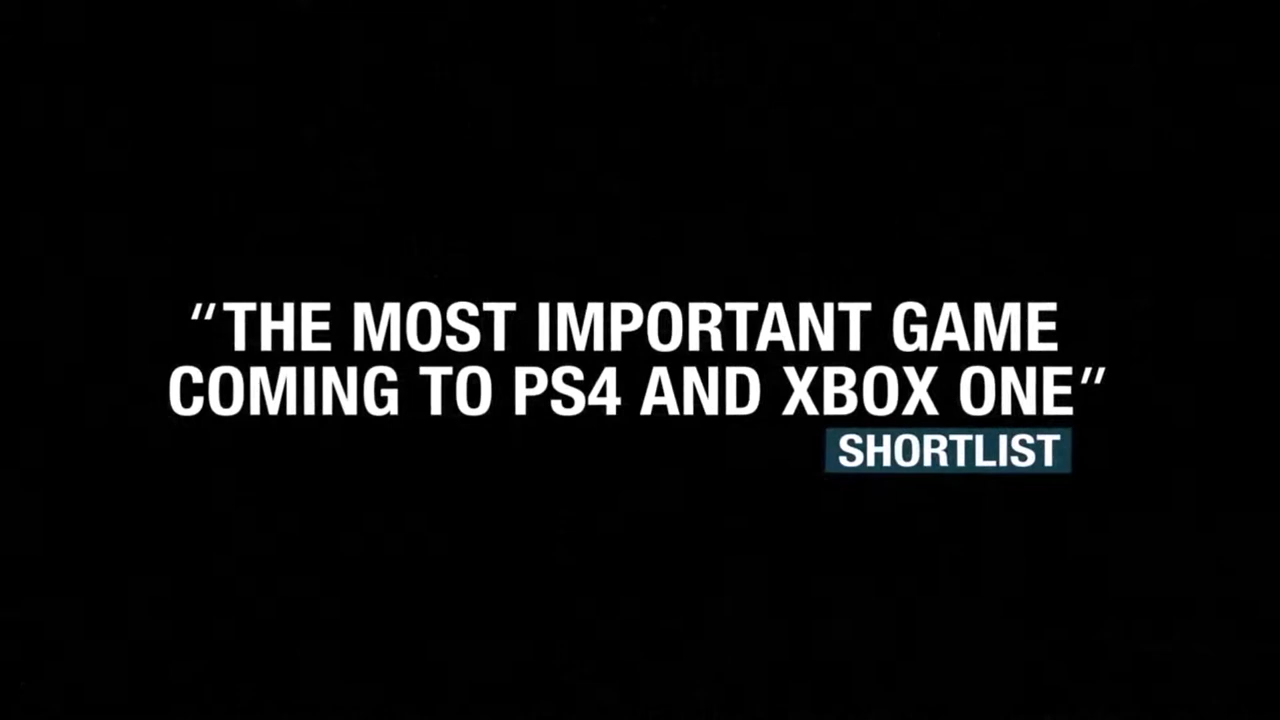 “THE MOST IMPORTANT GAME
COMING TO PS4 AND XBOX ONE”
SHORTLIST